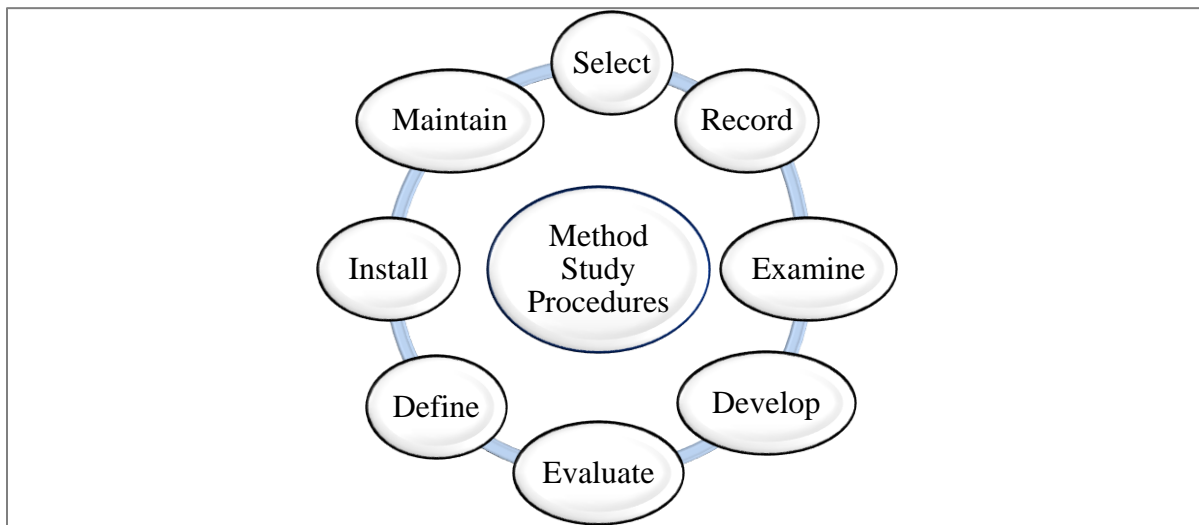 Select
Record
Examine
Develop
Evaluate
Define
Install
Maintain
Method
Study
Procedures